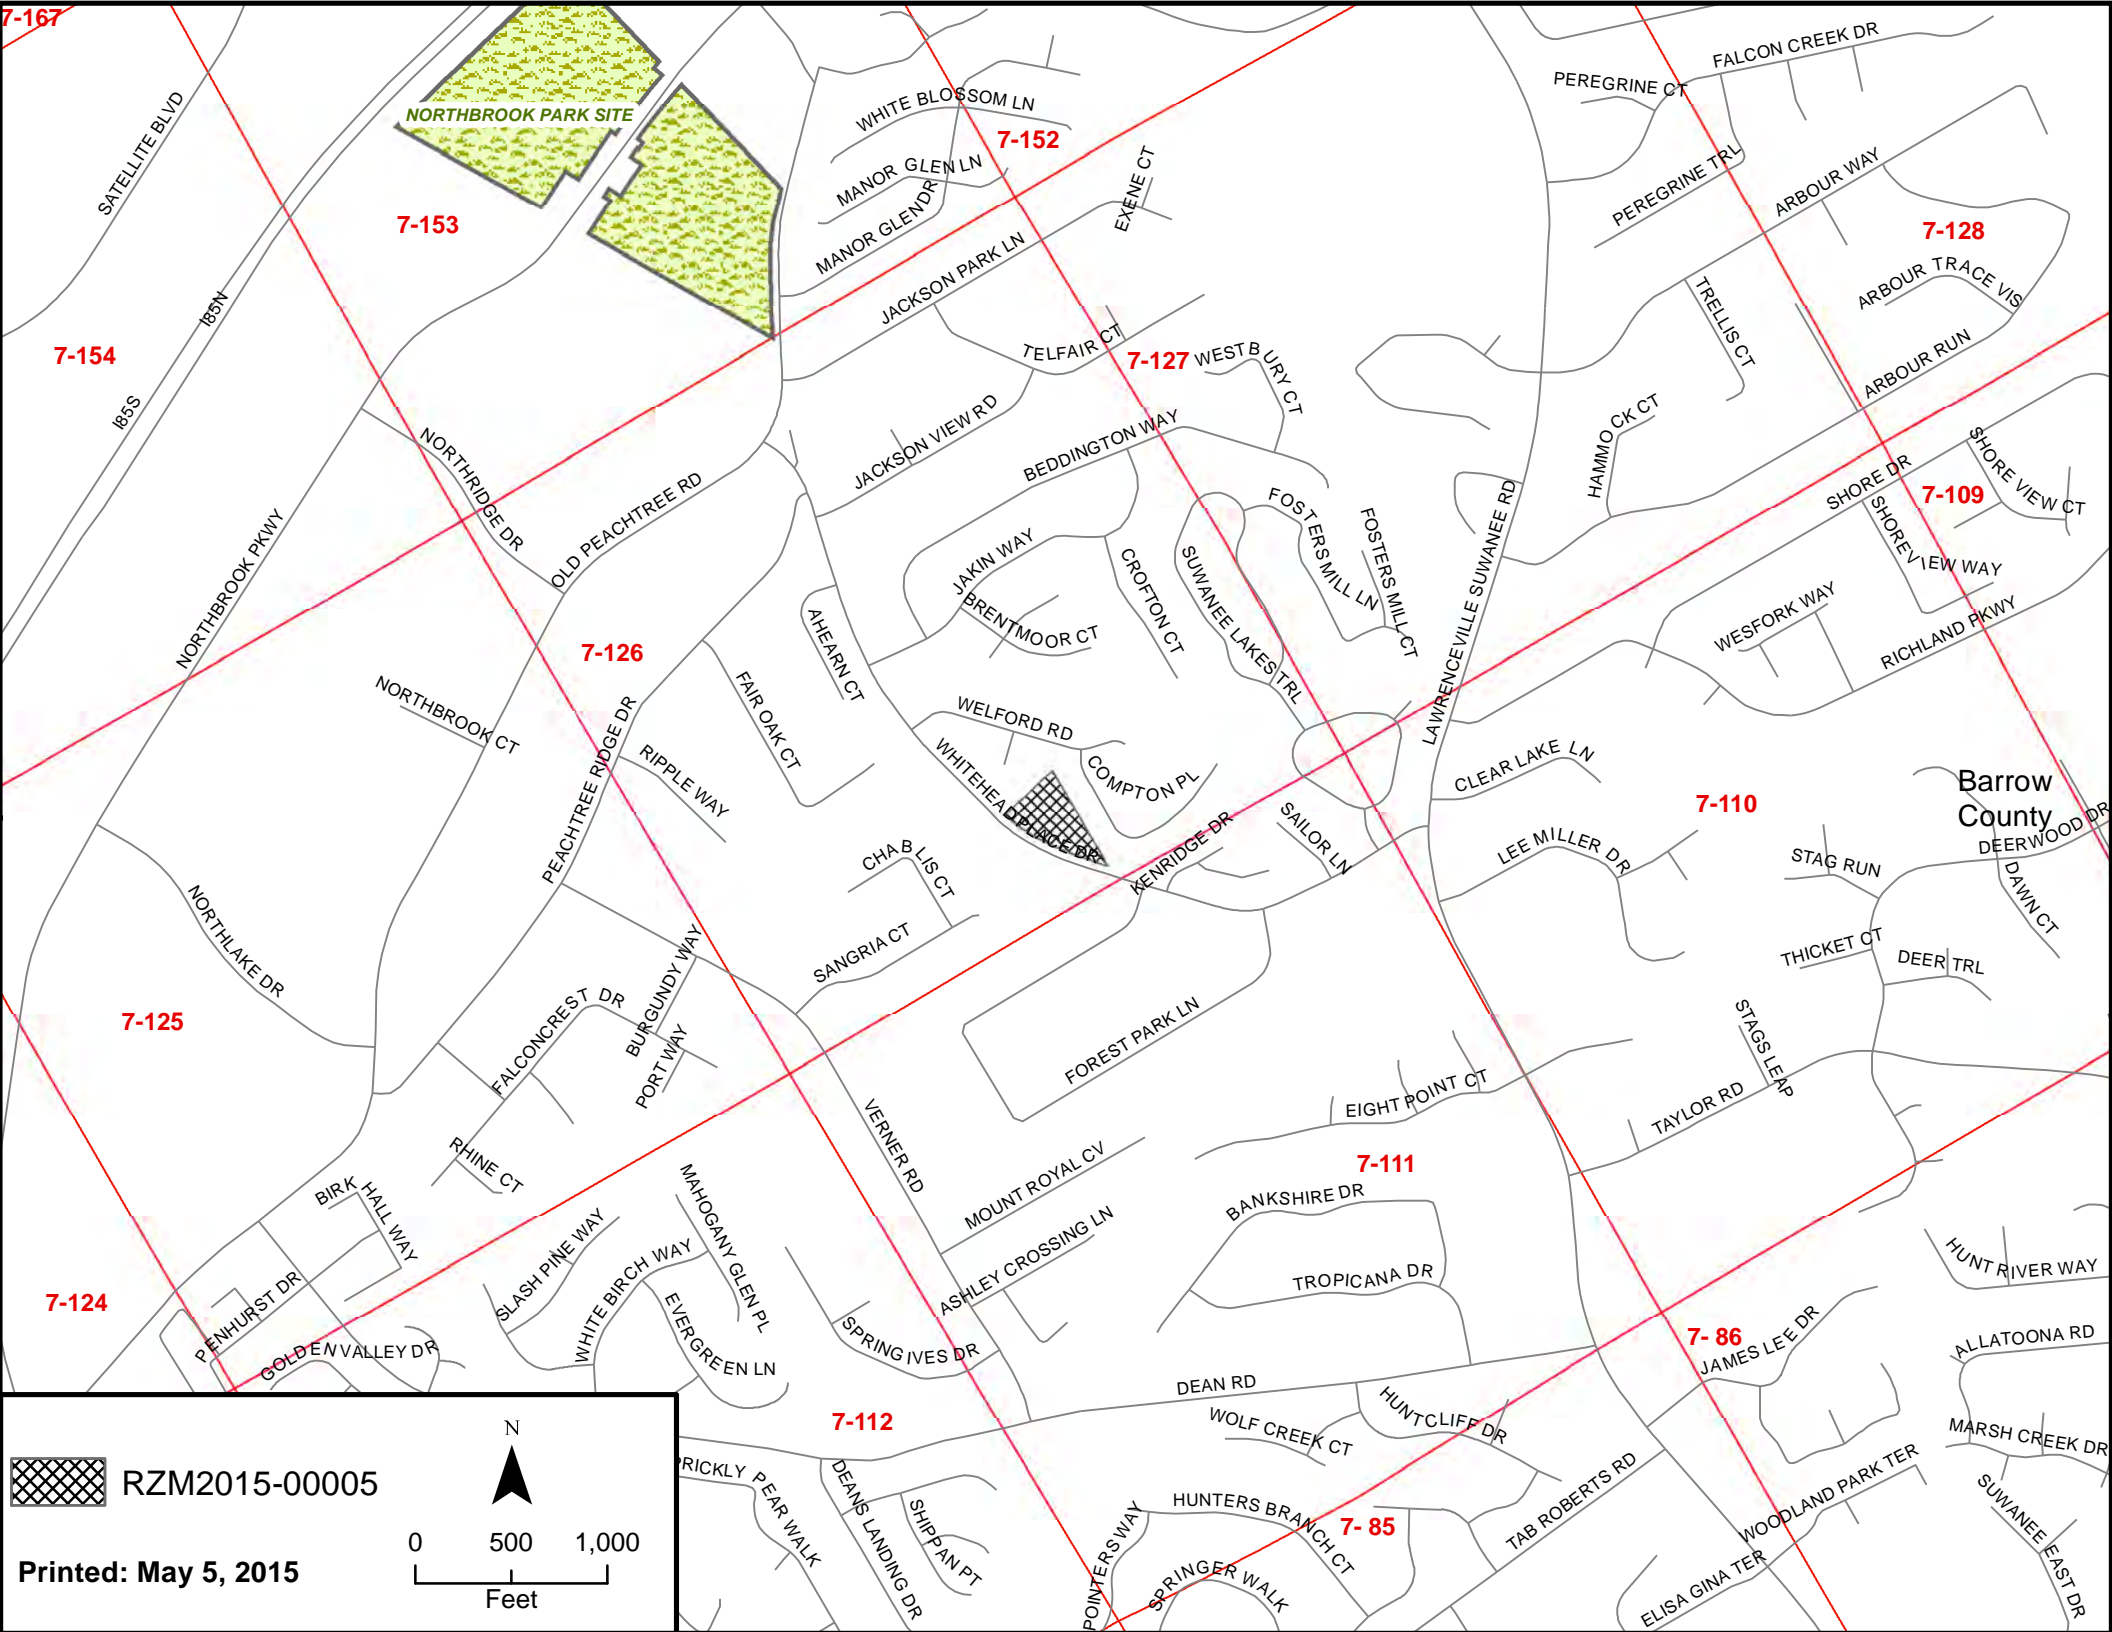 7-167
NORTHBROOK PARK SITE
SATELLITE BLVD
7-153
7-154
I85N
I85S
WHITE BLOSSOM LN
7-152
MANOR GLEN LN
MANOR GLEN DR
EXENE CT
JACKSON PARK LN
TELFAIR CT
7-127
WESTBURY CT
JACKSON VIEW RD
BEDDINGTON WAY
FALCON CREEK DR
PEREGRINE CT
PEREGRINE TRL
ARBOUR WAY
7-128
ARBOUR TRACE VIS
TRELLIS CT
ARBOUR RUN
HAMMOCK CT
SHORE DR
SHORE VIEW CT
7-109
SHOREVIEW WAY
WESFORK WAY
RICHLAND PKWY
NORTHRIDGE DR
OLD PEACHTREE RD
NORTHBROOK PKWY
JAKIN WAY
BRENTMOOR CT
CROFTON CT
SUWANEE LAKES TRL
FOSTERS MILL LN
FOSTERS MILL CT
LAWRENCEVILLE SUWANEE RD
7-126
AHEARN CT
FAIR OAK CT
NORTHBROOK CT
PEACHTREE RIDGE DR
RIPPLE WAY
WELFORD RD
WHITEHEAD PLACE DR
COMPTON PL
KENRIDGE DR
SAILOR LN
CLEAR LAKE LN
7-110
Barrow
County
DEERWOOD DR
LEE MILLER DR
STAG RUN
DAWN CT
THICKET CT
DEER TRL
CHABLIS CT
SANGRIA CT
NORTHLAKE DR
7-125
BURGUNDY WAY
FALCONCREST DR
PORT WAY
FOREST PARK LN
EIGHT POINT CT
STAGS LEAP
TAYLOR RD
VERNER RD
RHINE CT
BIRK HALL WAY
MOUNT ROYAL CV
7-111
BANKSHIRE DR
MAHOGANY GLEN PL
SLASH PINE WAY
WHITE BIRCH WAY
ASHLEY CROSSING LN
TROPICANA DR
HUNT RIVER WAY
7-124
PENHURST DR
GOLDEN VALLEY DR
EVERGREEN LN
SPRING IVES DR
7- 86
JAMES LEE DR
ALLATOONA RD
DEAN RD
7-112
WOLF CREEK CT
HUNTCLIFF DR
MARSH CREEK DR
PRICKLY PEAR WALK
DEANS LANDING DR
SHIPPAN PT
HUNTERS BRANCH CT
7- 85
TAB ROBERTS RD
WOODLAND PARK TER
SUWANEE EAST DR
POINTERS WAY
SPRINGER WALK
ELISA GINA TER
RZM2015-00005
N
0 500 1,000
Feet
Printed: May 5, 2015